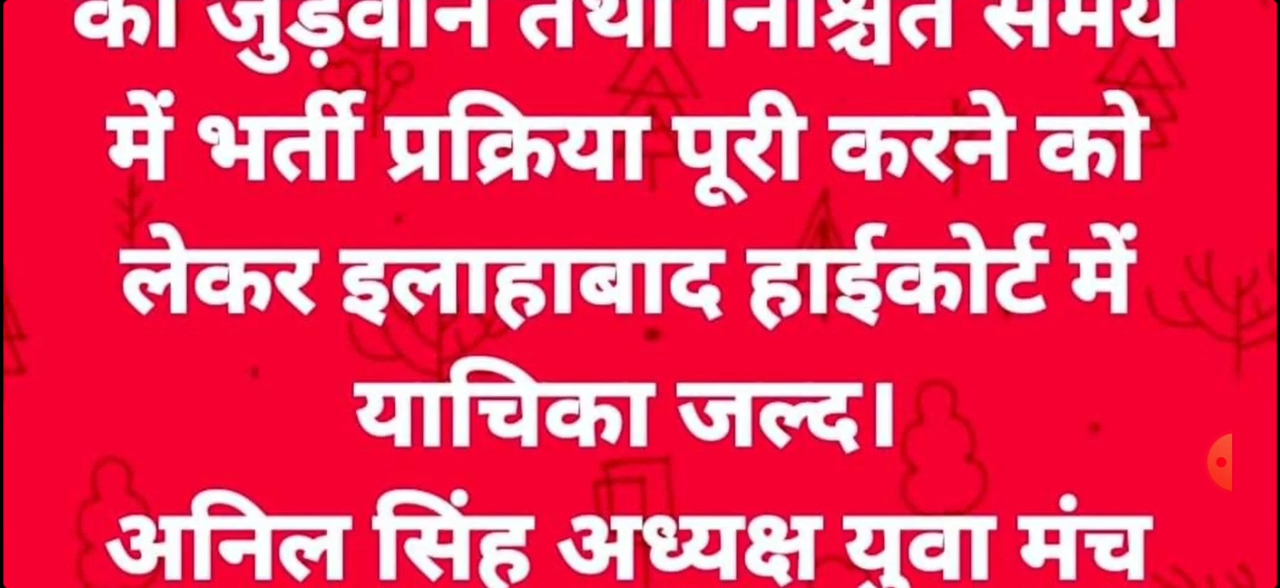 को जुड़वाने तथा निश्चित समय
में भर्ती प्रक्रिया पूरी करने को
लेकर इलाहाबाद हाईकोर्ट में
याचिका जल्द।
अनिल सिंह अध्यक्ष युवा मंच